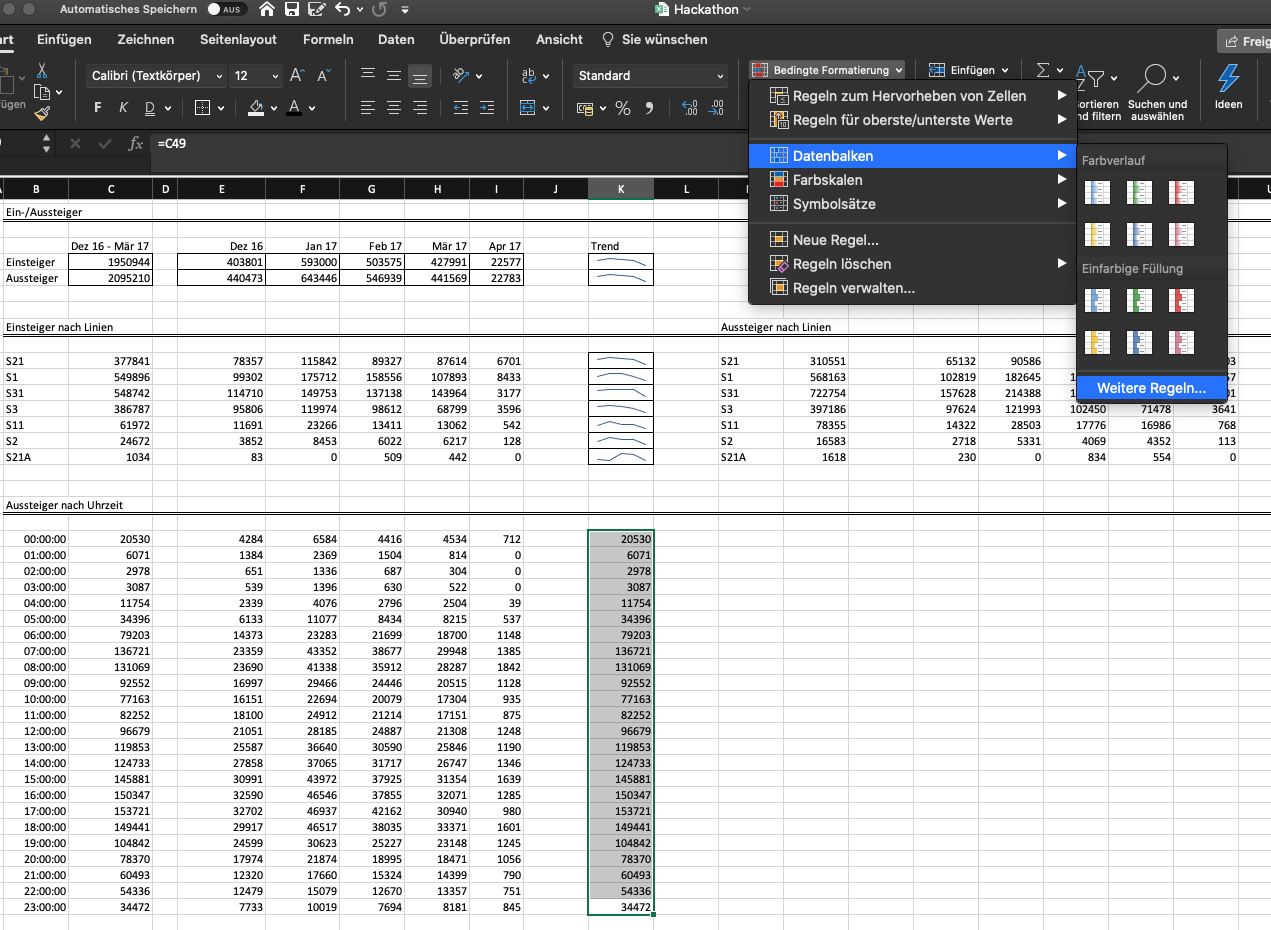 Automatisches Speichern AUS Hackathon
rt Einfügen Zeichnen Seitenlayout Formeln Daten Überprüfen Ansicht Sie wünschen Freig
fügen Calibri (Textkörper) 12 A A ab Standard Bedingte Formatierung Einfügen Sortieren Suchen und Ideen
F K D A % nd filtern auswählen
fx =C49
Regeln zum Hervorheben von Zellen
Regeln für oberste/unterste Werte
Datenbalken
Farbskalen
Symbolsätze
Neue Regel...
Regeln löschen
Regeln verwalten...
Farbverlauf
Einfarbige Füllung
Weitere Regeln...
B C D E F G H I J K L
Ein-/Aussteiger
Dez 16 - Mär 17 Dez 16 Jan 17 Feb 17 Mär 17 Apr 17 Trend
Einsteiger 1950944 403801 593000 503575 427991 22577
Aussteiger 2095210 440473 643446 546939 441569 22783
Einsteiger nach Linien Aussteiger nach Linien
S21 377841 78357 115842 89327 87614 6701 S21 310551 65132 90586
S1 549896 99302 175712 158556 107893 8433 S1 568163 102819 182645
S31 548742 114710 149753 137138 143964 3177 S31 722754 157628 214388
S3 386787 95806 119974 98612 68799 3596 S3 397186 97624 121993 102450 71478 3641
S11 61972 11691 23266 13411 13062 542 S11 78355 14322 28503 17776 16986 768
S2 24672 3852 8453 6022 6217 128 S2 16583 2718 5331 4069 4352 113
S21A 1034 83 0 509 442 0 S21A 1618 230 0 834 554 0
Aussteiger nach Uhrzeit
00:00:00 20530 4284 6584 4416 4534 712 20530
01:00:00 6071 1384 2369 1504 814 0 6071
02:00:00 2978 651 1336 687 304 0 2978
03:00:00 3087 539 1396 630 522 0 3087
04:00:00 11754 2339 4076 2796 2504 39 11754
05:00:00 34396 6133 11077 8434 8215 537 34396
06:00:00 79203 14373 23283 21699 18700 1148 79203
07:00:00 136721 23359 43352 38677 29948 1385 136721
08:00:00 131069 23690 41338 35912 28287 1842 131069
09:00:00 92552 16997 29466 24446 20515 1128 92552
10:00:00 77163 16151 22694 20079 17304 935 77163
11:00:00 82252 18100 24912 21214 17151 875 82252
12:00:00 96679 21051 28185 24887 21308 1248 96679
13:00:00 119853 25587 36640 30590 25846 1190 119853
14:00:00 124733 27858 37065 31717 26747 1346 124733
15:00:00 145881 30991 43972 37925 31354 1639 145881
16:00:00 150347 32590 46546 37855 32071 1285 150347
17:00:00 153721 32702 46937 42162 30940 980 153721
18:00:00 149441 29917 46517 38035 33371 1601 149441
19:00:00 104842 24599 30623 25227 23148 1245 104842
20:00:00 78370 17974 21874 18995 18471 1056 78370
21:00:00 60493 12320 17660 15324 14399 790 60493
22:00:00 54336 12479 15079 12670 13357 751 54336
23:00:00 34472 7733 10019 7694 8181 845 34472